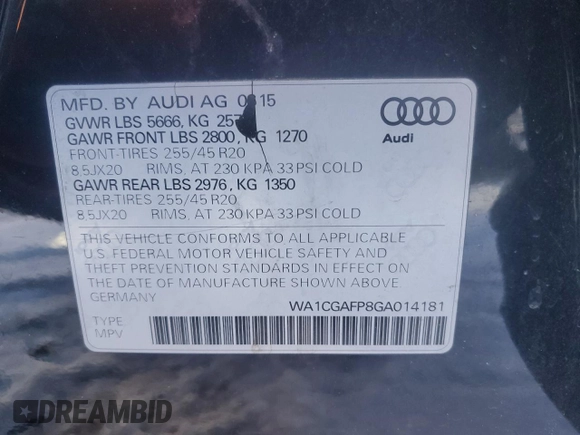 MFD. BY AUDI AG 15
GVWR LBS 5666, KG
GAWR FRONT LBS 2800, KG 1270
FRONT-TIRES 255/45 R20
8.5JX20 RIMS, AT 230 KPA 33 PSI COLD
GAWR REAR LBS 2976, KG 1350
REAR-TIRES 255/45 R20
8.5JX20 RIMS, AT 230 KPA 33 PSI COLD
Audi
THIS VEHICLE CONFORMS TO ALL APPLICABLE
U.S. FEDERAL MOTOR VEHICLE SAFETY AND
THEFT PREVENTION STANDARDS IN EFFECT ON THE
DATE OF MANUFACTURE SHOWN ABOVE
GERMANY
WA1CGAFP8GA014181
TYPE
MPV
DREAMBID